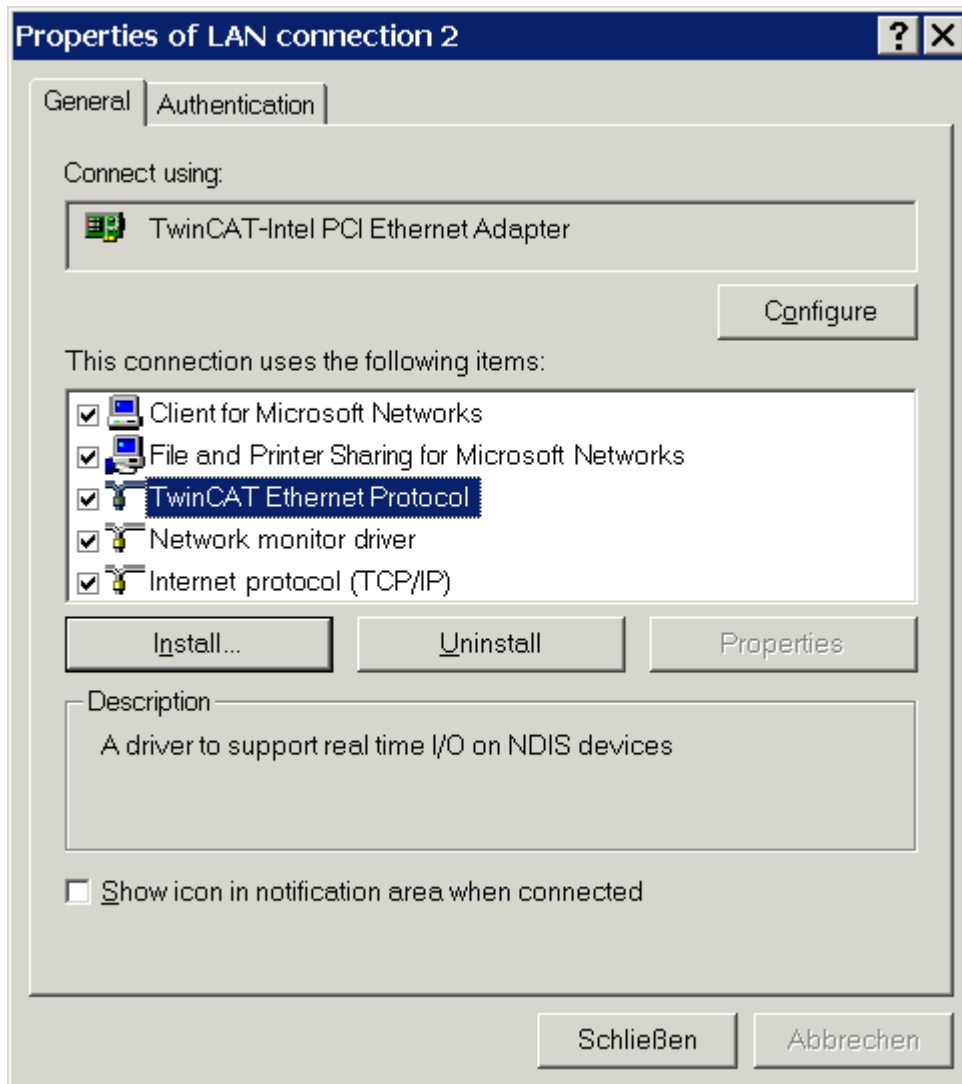 Properties of LAN connection 2
General
Authentication
Connect using:
TwinCAT-Intel PCI Ethernet Adapter
Configure
This connection uses the following items:
Client for Microsoft Networks
File and Printer Sharing for Microsoft Networks
TwinCAT Ethernet Protocol
Network monitor driver
Internet protocol (TCP/IP)
Install...
Uninstall
Properties
Description
A driver to support real time I/O on NDIS devices
Show icon in notification area when connected
Schließen
Abbrechen